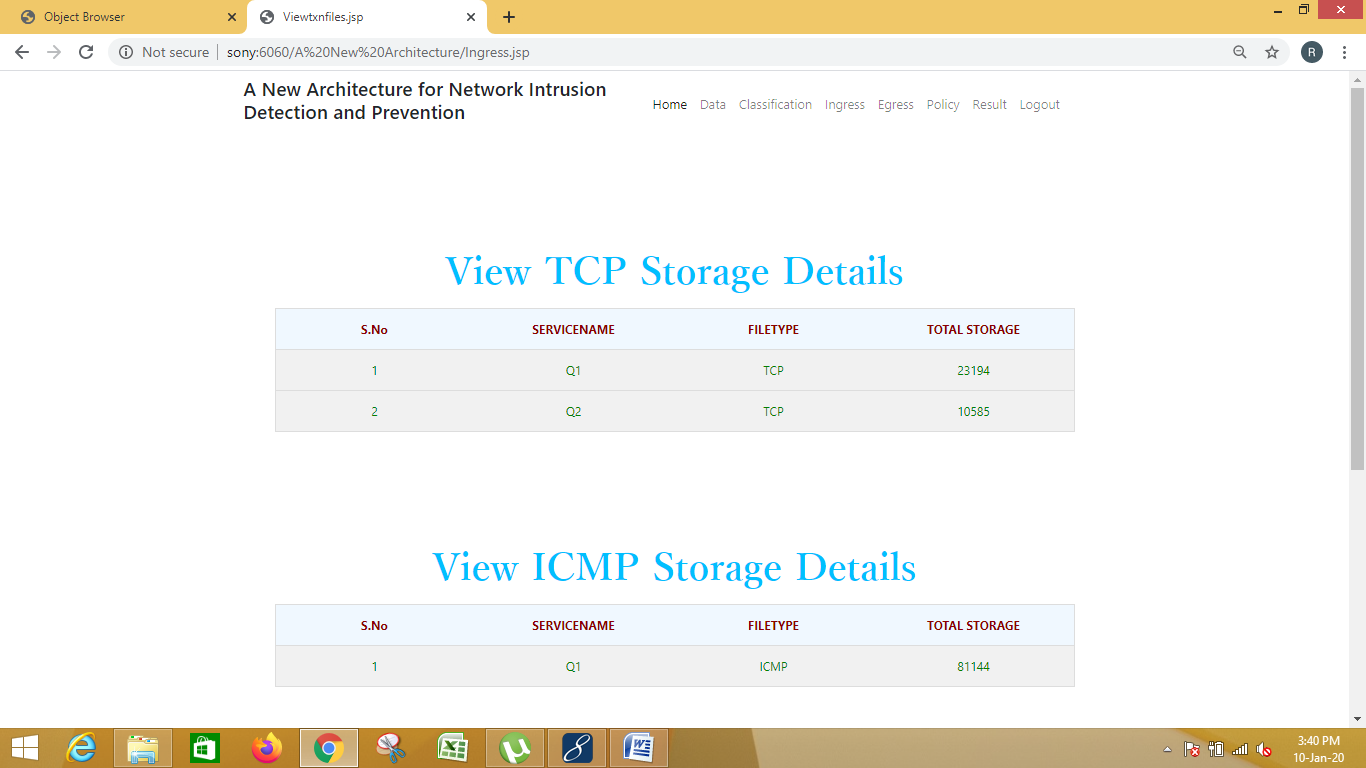 Object Browser
Viewtxnfiles.jsp
Not secure
sony:6060/A%20New%20Architecture/Ingress.jsp
R
A New Architecture for Network Intrusion
Detection and Prevention
Home Data Classification Ingress Egress Policy Result Logout
View TCP Storage Details
S.No SERVICENAME FILETYPE TOTAL STORAGE
1 Q1 TCP 23194
2 Q2 TCP 10585
View ICMP Storage Details
S.No SERVICENAME FILETYPE TOTAL STORAGE
1 Q1 ICMP 81144
3:40 PM
10-Jan-20